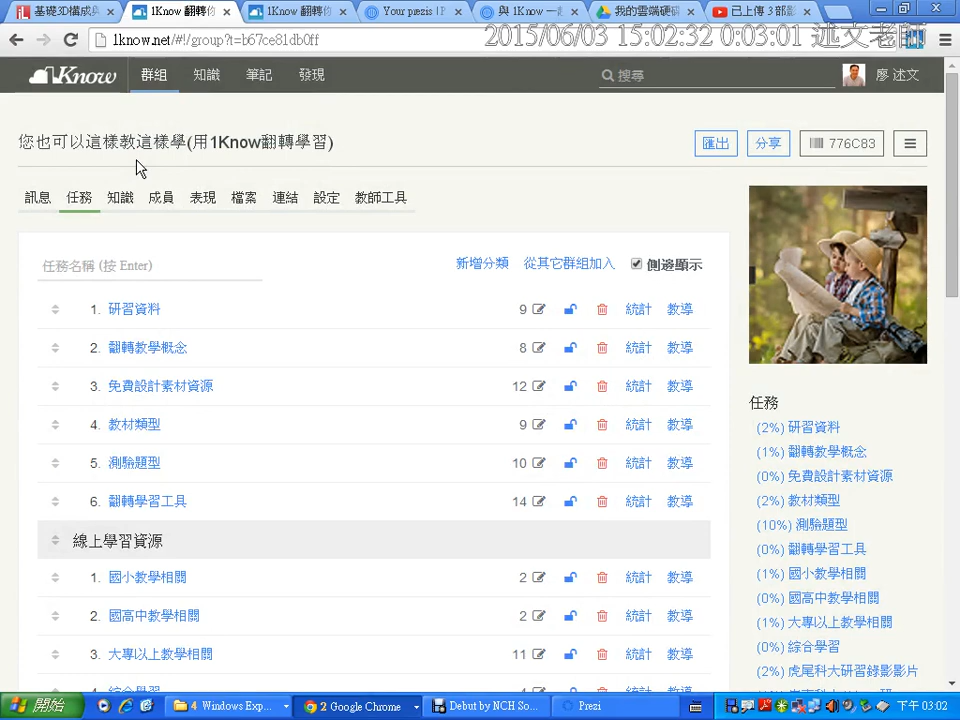 基礎3D構成與
1Know 翻轉你
1Know 翻轉你
Your prezis | P
與 1Know 一
我的雲端硬碟
已上傳 3 部影
1know.net/#!/group?t=b67ce81db0ff
2015/06/03 15:02:32 0:03:01 述文老師
1Know
群組 知識 筆記 發現
搜尋
廖 述文
您也可以這樣教這樣學(用1Know翻轉學習)
匯出 分享 776C83
訊息 任務 知識 成員 表現 檔案 連結 設定 教師工具
任務名稱 (按 Enter) 新增分類 從其它群組加入 側邊顯示
1. 研習資料 9 統計 教導
2. 翻轉教學概念 8 統計 教導
3. 免費設計素材資源 12 統計 教導
4. 教材類型 9 統計 教導
5. 測驗題型 10 統計 教導
6. 翻轉學習工具 14 統計 教導
線上學習資源
1. 國小教學相關 2 統計 教導
2. 國高中教學相關 2 統計 教導
3. 大專以上教學相關 11 統計 教導
4. 綜合學習
任務
(2%) 研習資料
(1%) 翻轉教學概念
(0%) 免費設計素材資源
(2%) 教材類型
(10%) 測驗題型
(0%) 翻轉學習工具
(1%) 國小教學相關
(0%) 國高中教學相關
(1%) 大專以上教學相關
(0%) 綜合學習
(2%) 虎尾科大研習錄影影片
開始
4 Windows Exp...
2 Google Chrome
Debut by NCH So...
Prezi
下午 03:02